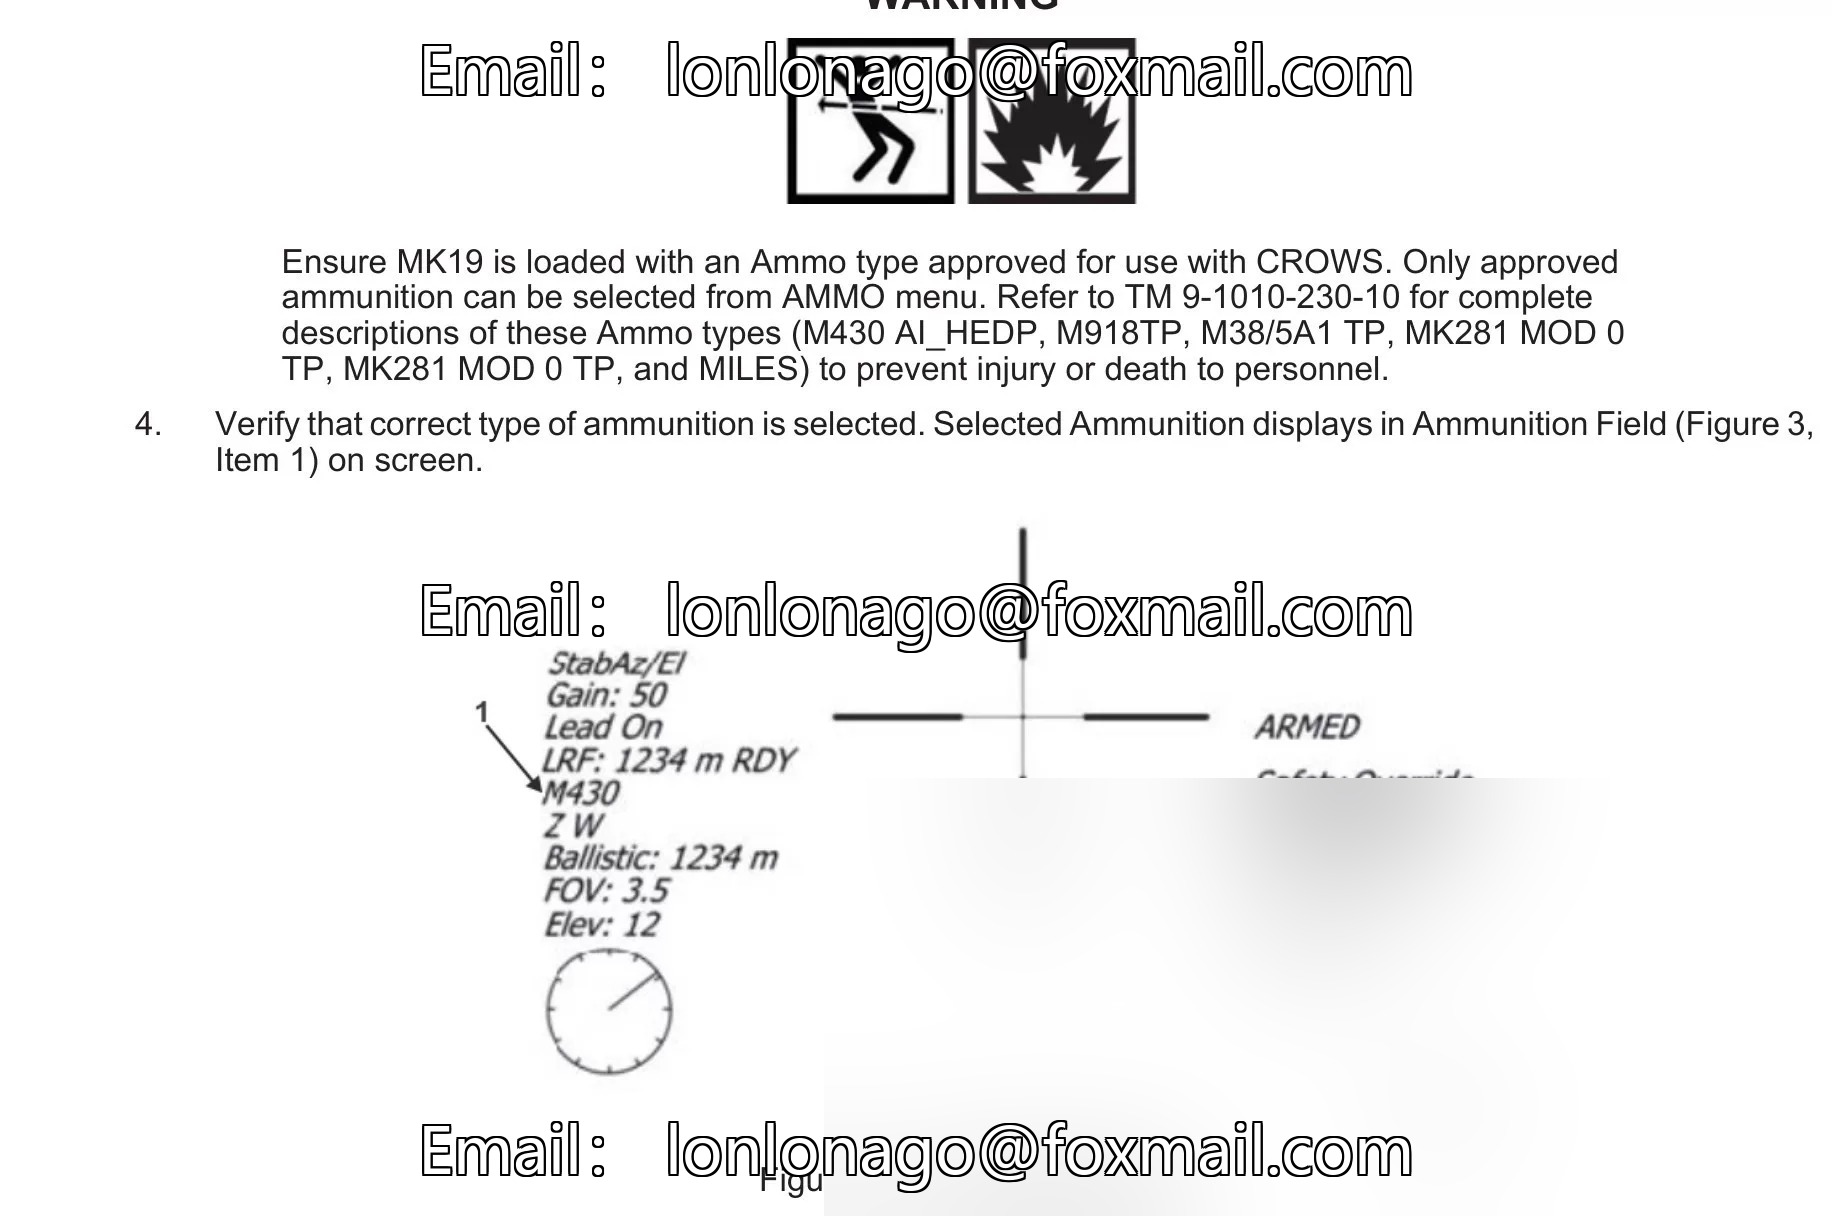 WARNING
Email： lonlonago@foxmail.com
Ensure MK19 is loaded with an Ammo type approved for use with CROWS. Only approved
ammunition can be selected from AMMO menu. Refer to TM 9-1010-230-10 for complete
descriptions of these Ammo types (M430 AI_HEDP, M918TP, M38/5A1 TP, MK281 MOD 0
TP, MK281 MOD 0 TP, and MILES) to prevent injury or death to personnel.
4. Verify that correct type of ammunition is selected. Selected Ammunition displays in Ammunition Field (Figure 3,
Item 1) on screen.
Email： lonlonago@foxmail.com
StabAz/El
Gain: 50
1
Lead On
ARMED
LRF: 1234 m RDY
Safety Override
M430
Z W
Ballistic: 1234 m
FOV: 3.5
Elev: 12
Email： lonlonago@foxmail.com
Figu